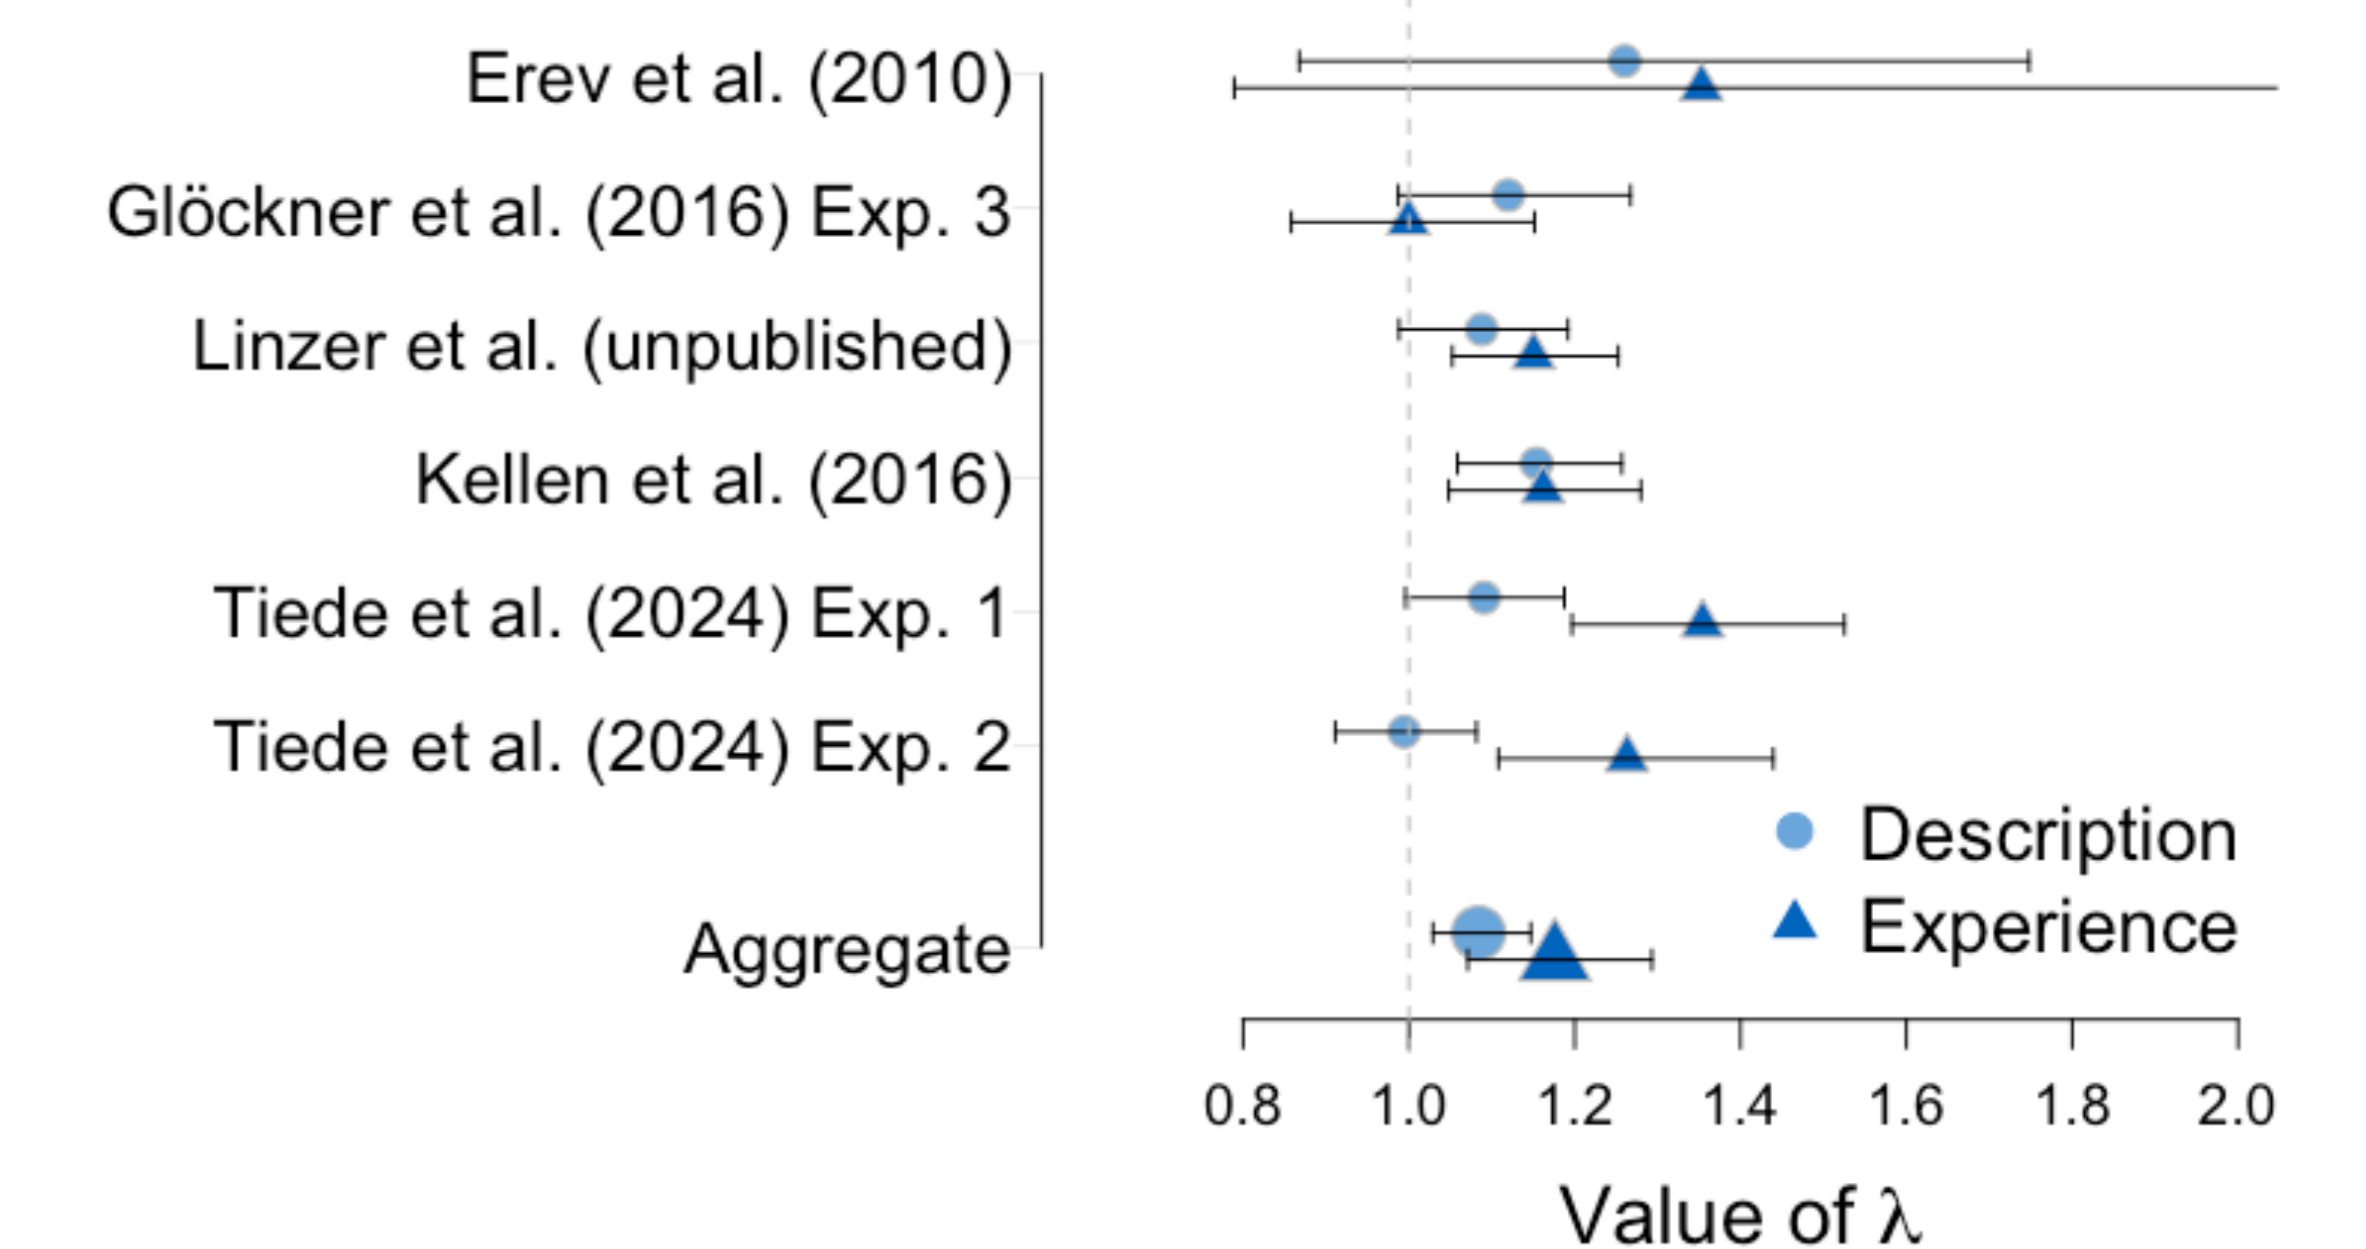 Erev et al. (2010)
Glöckner et al. (2016) Exp. 3
Linzer et al. (unpublished)
Kellen et al. (2016)
Tiede et al. (2024) Exp. 1
Tiede et al. (2024) Exp. 2
Description
Experience
Aggregate
0.8 1.0 1.2 1.4 1.6 1.8 2.0
Value of λ